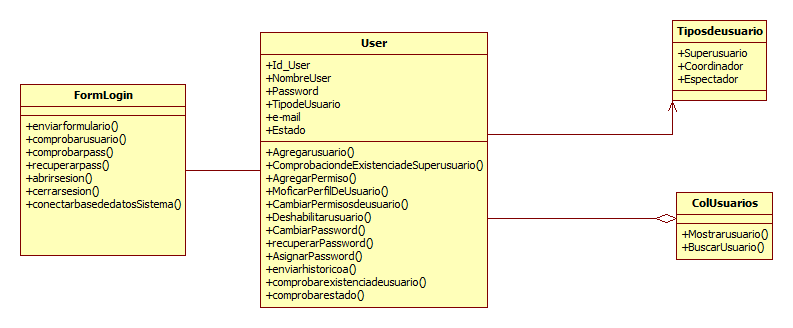 FormLogin
+enviarformulario()
+comprobarusuario()
+comprobarpass()
+recuperarpass()
+abrirsesion()
+cerrarsesion()
+conectarbasededatosSistema()
User
+Id_User
+NombreUser
+Password
+TipodeUsuario
+e-mail
+Estado
+Agregarusuario()
+ComprobaciondeExistenciadeSuperusuario()
+AgregarPermiso()
+MoficarPerfilDeUsuario()
+CambiarPermisosdeusuario()
+Deshabilitarusuario()
+CambiarPassword()
+recuperarPassword()
+AsignarPassword()
+enviarhistoricoa()
+comprobarexistenciadeusuario()
+comprobarestado()
Tiposdeusuario
+Superusuario
+Coordinador
+Espectador
ColUsuarios
+Mostrarusuario()
+BuscarUsuario()